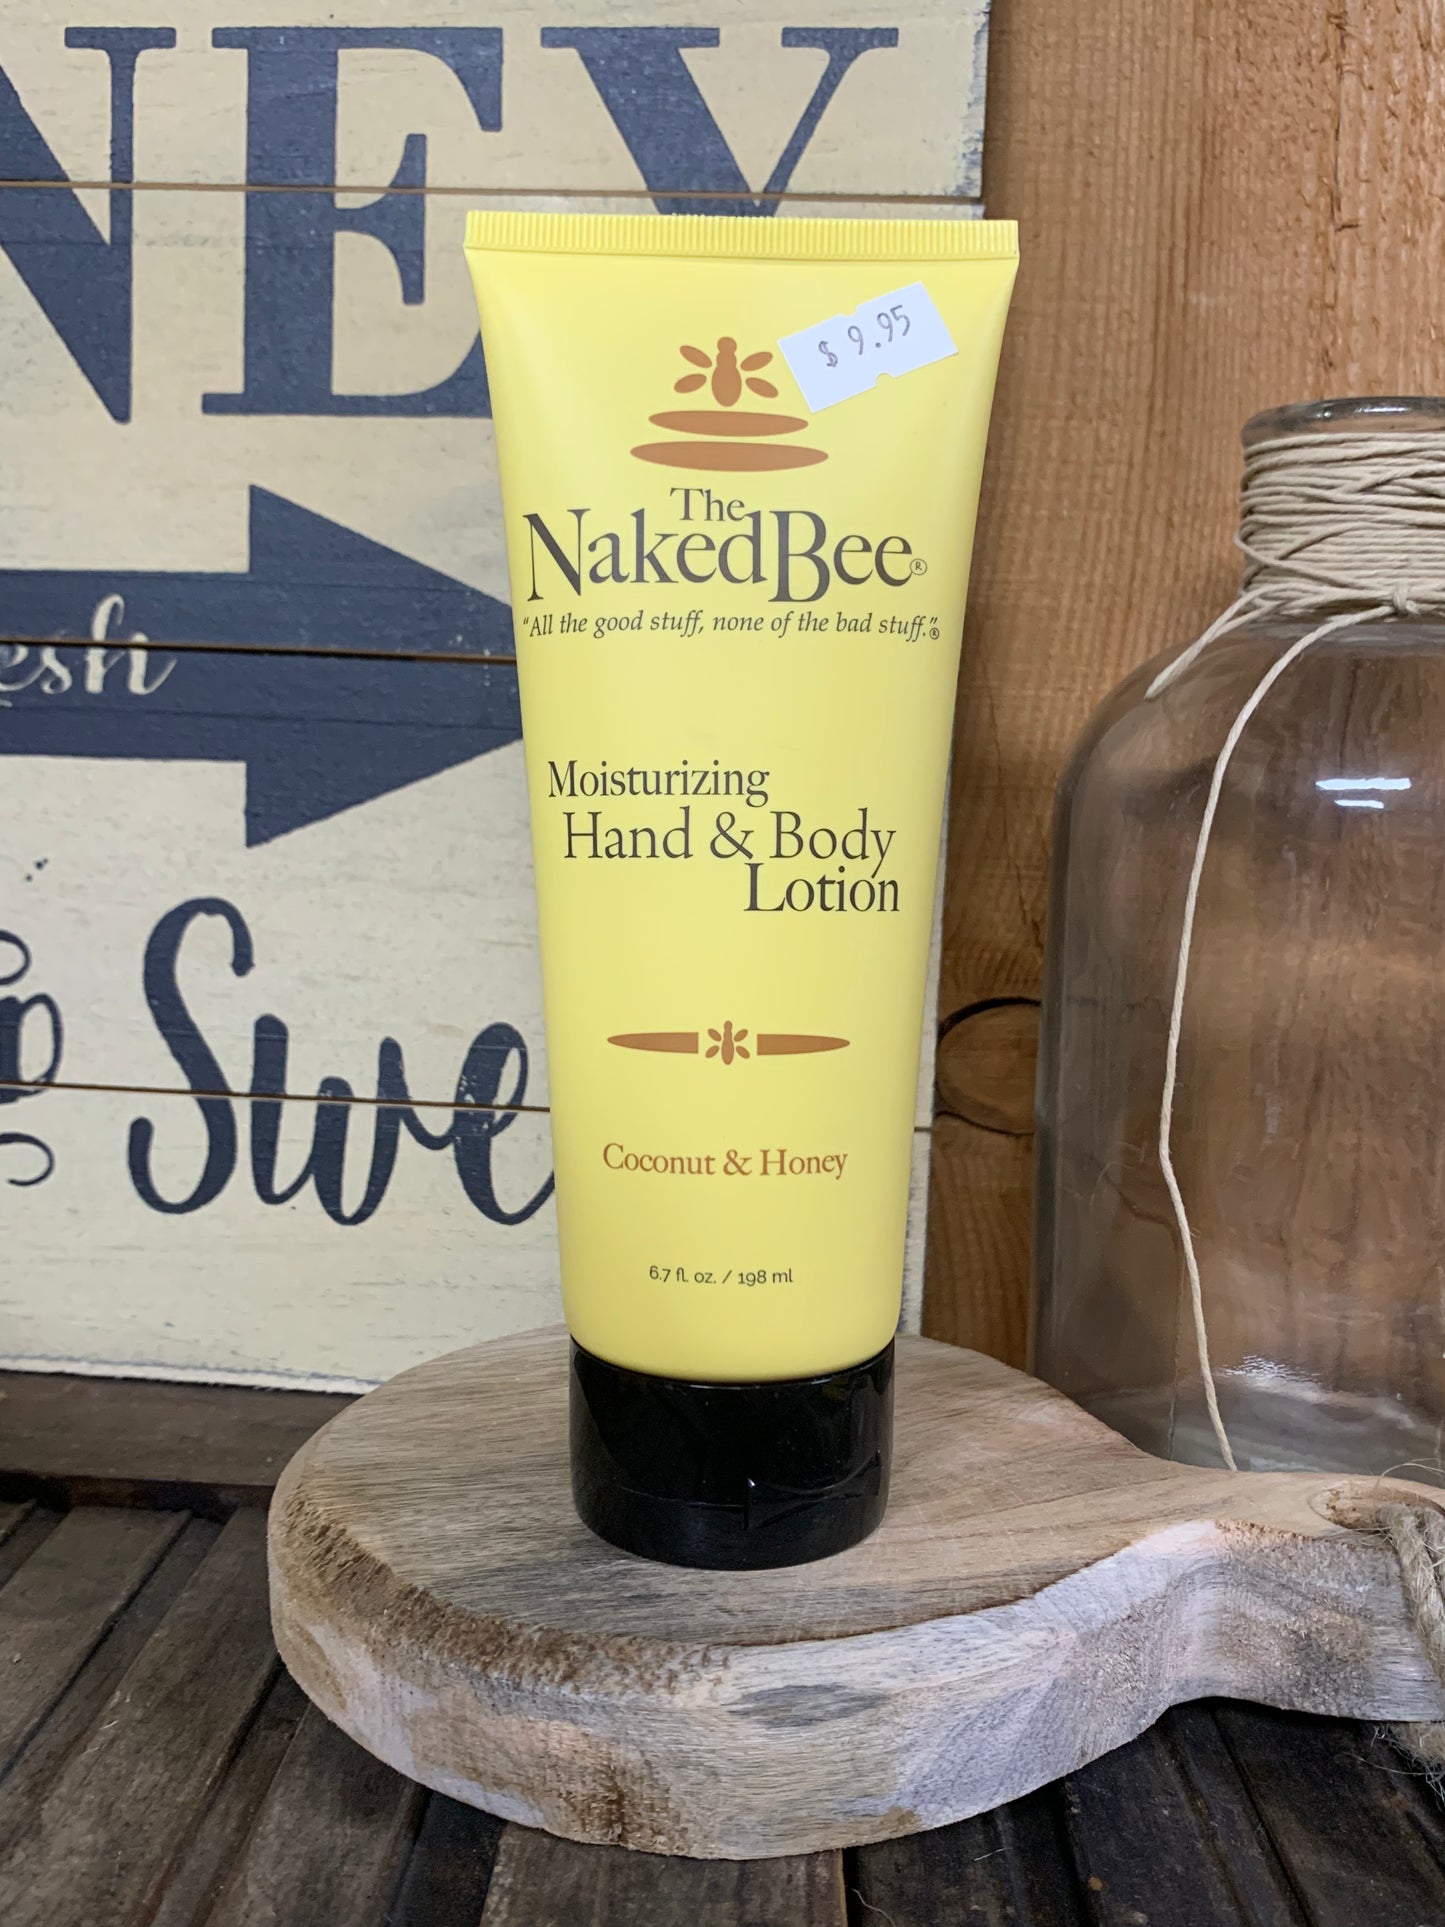 NEY
esh
Swe
$ 9.95
The
NakedBee®
"All the good stuff, none of the bad stuff."®
Moisturizing
Hand & Body
Lotion
Coconut & Honey
6.7 fl. oz. / 198 ml